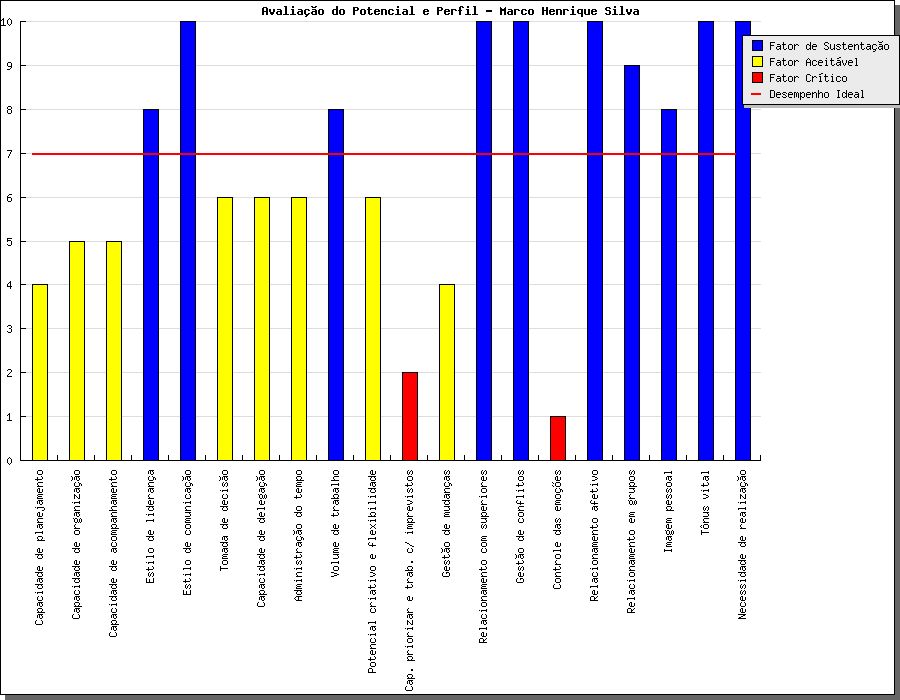 Avaliação do Potencial e Perfil - Marco Henrique Silva
10
9
8
7
6
5
4
3
2
1
0
Fator de Sustentação
Fator Aceitável
Fator Crítico
Desempenho Ideal
Capacidade de planejamento
Capacidade de organização
Capacidade de acompanhamento
Estilo de liderança
Estilo de comunicação
Tomada de decisão
Capacidade de delegação
Administração do tempo
Volume de trabalho
Potencial criativo e flexibilidade
Cap. priorizar e trab. c/ imprevistos
Gestão de mudanças
Relacionamento com superiores
Gestão de conflitos
Controle das emoções
Relacionamento afetivo
Relacionamento em grupos
Imagem pessoal
Tônus vital
Necessidade de realização